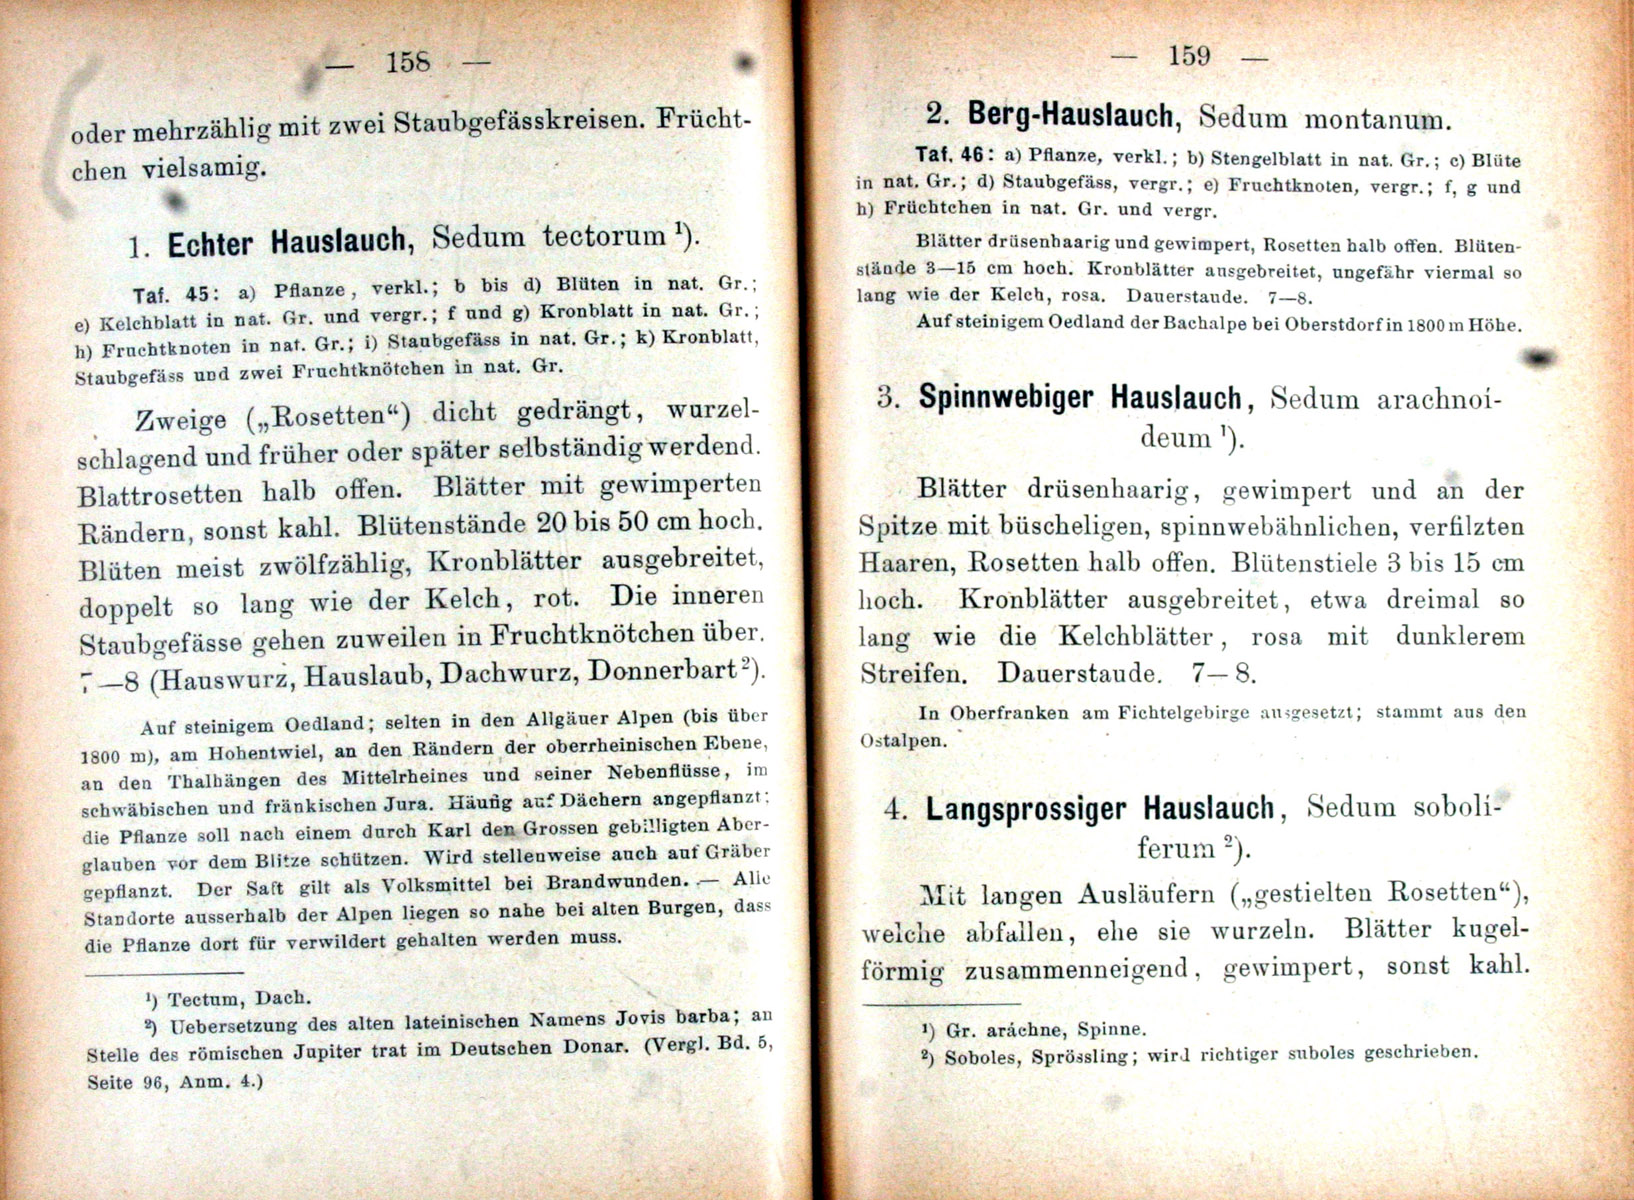 — 158 —
oder mehrzählig mit zwei Staubgefässkreisen. Frücht-
chen vielsamig.
1. Echter Hauslauch, Sedum tectorum ¹).
Taf. 45: a) Pflanze, verkl.; b bis d) Blüten in nat. Gr.;
e) Kelchblatt in nat. Gr. und vergr.; f und g) Kronblatt in nat. Gr.;
h) Fruchtknoten in nat. Gr.; i) Staubgefäss in nat. Gr.; k) Kronblatt,
Staubgefäss und zwei Fruchtknötchen in nat. Gr.
Zweige („Rosetten“) dicht gedrängt, wurzel-
schlagend und früher oder später selbständig werdend.
Blattrosetten halb offen. Blätter mit gewimperten
Rändern, sonst kahl. Blütenstände 20 bis 50 cm hoch.
Blüten meist zwölfzählig, Kronblätter ausgebreitet,
doppelt so lang wie der Kelch, rot. Die inneren
Staubgefässe gehen zuweilen in Fruchtknötchen über.
7—8 (Hauswurz, Hauslaub, Dachwurz, Donnerbart ²).
Auf steinigem Oedland; selten in den Allgäuer Alpen (bis über
1800 m), am Hohentwiel, an den Rändern der oberrheinischen Ebene,
an den Thalhängen des Mittelrheines und seiner Nebenflüsse, im
schwäbischen und fränkischen Jura. Häufig auf Dächern angepflanzt;
die Pflanze soll nach einem durch Karl den Grossen gebilligten Aber-
glauben vor dem Blitze schützen. Wird stellenweise auch auf Gräber
gepflanzt. Der Saft gilt als Volksmittel bei Brandwunden. — Alle
Standorte ausserhalb der Alpen liegen so nahe bei alten Burgen, dass
die Pflanze dort für verwildert gehalten werden muss.
¹) Tectum, Dach.
²) Uebersetzung des alten lateinischen Namens Jovis barba; an
Stelle des römischen Jupiter trat im Deutschen Donar. (Vergl. Bd. 5,
Seite 96, Anm. 4.)
— 159 —
2. Berg-Hauslauch, Sedum montanum.
Taf. 46: a) Pflanze, verkl.; b) Stengelblatt in nat. Gr.; c) Blüte
in nat. Gr.; d) Staubgefäss, vergr.; e) Fruchtknoten, vergr.; f, g und
h) Früchtchen in nat. Gr. und vergr.
Blätter drüsenhaarig und gewimpert, Rosetten halb offen. Blüten-
stände 3—15 cm hoch. Kronblätter ausgebreitet, ungefähr viermal so
lang wie der Kelch, rosa. Dauerstaude. 7—8.
Auf steinigem Oedland der Bachalpe bei Oberstdorf in 1800 m Höhe.
3. Spinnwebiger Hauslauch, Sedum arachnoi-
deum ¹).
Blätter drüsenhaarig, gewimpert und an der
Spitze mit büscheligen, spinnwebähnlichen, verfilzten
Haaren, Rosetten halb offen. Blütenstiele 3 bis 15 cm
hoch. Kronblätter ausgebreitet, etwa dreimal so
lang wie die Kelchblätter, rosa mit dunklerem
Streifen. Dauerstaude. 7—8.
In Oberfranken am Fichtelgebirge ausgesetzt; stammt aus den
Ostalpen.
4. Langsprossiger Hauslauch, Sedum soboli-
ferum ²).
Mit langen Ausläufern („gestielten Rosetten“),
welche abfallen, ehe sie wurzeln. Blätter kugel-
förmig zusammenneigend, gewimpert, sonst kahl.
¹) Gr. aráchne, Spinne.
²) Soboles, Sprössling; wird richtiger suboles geschrieben.